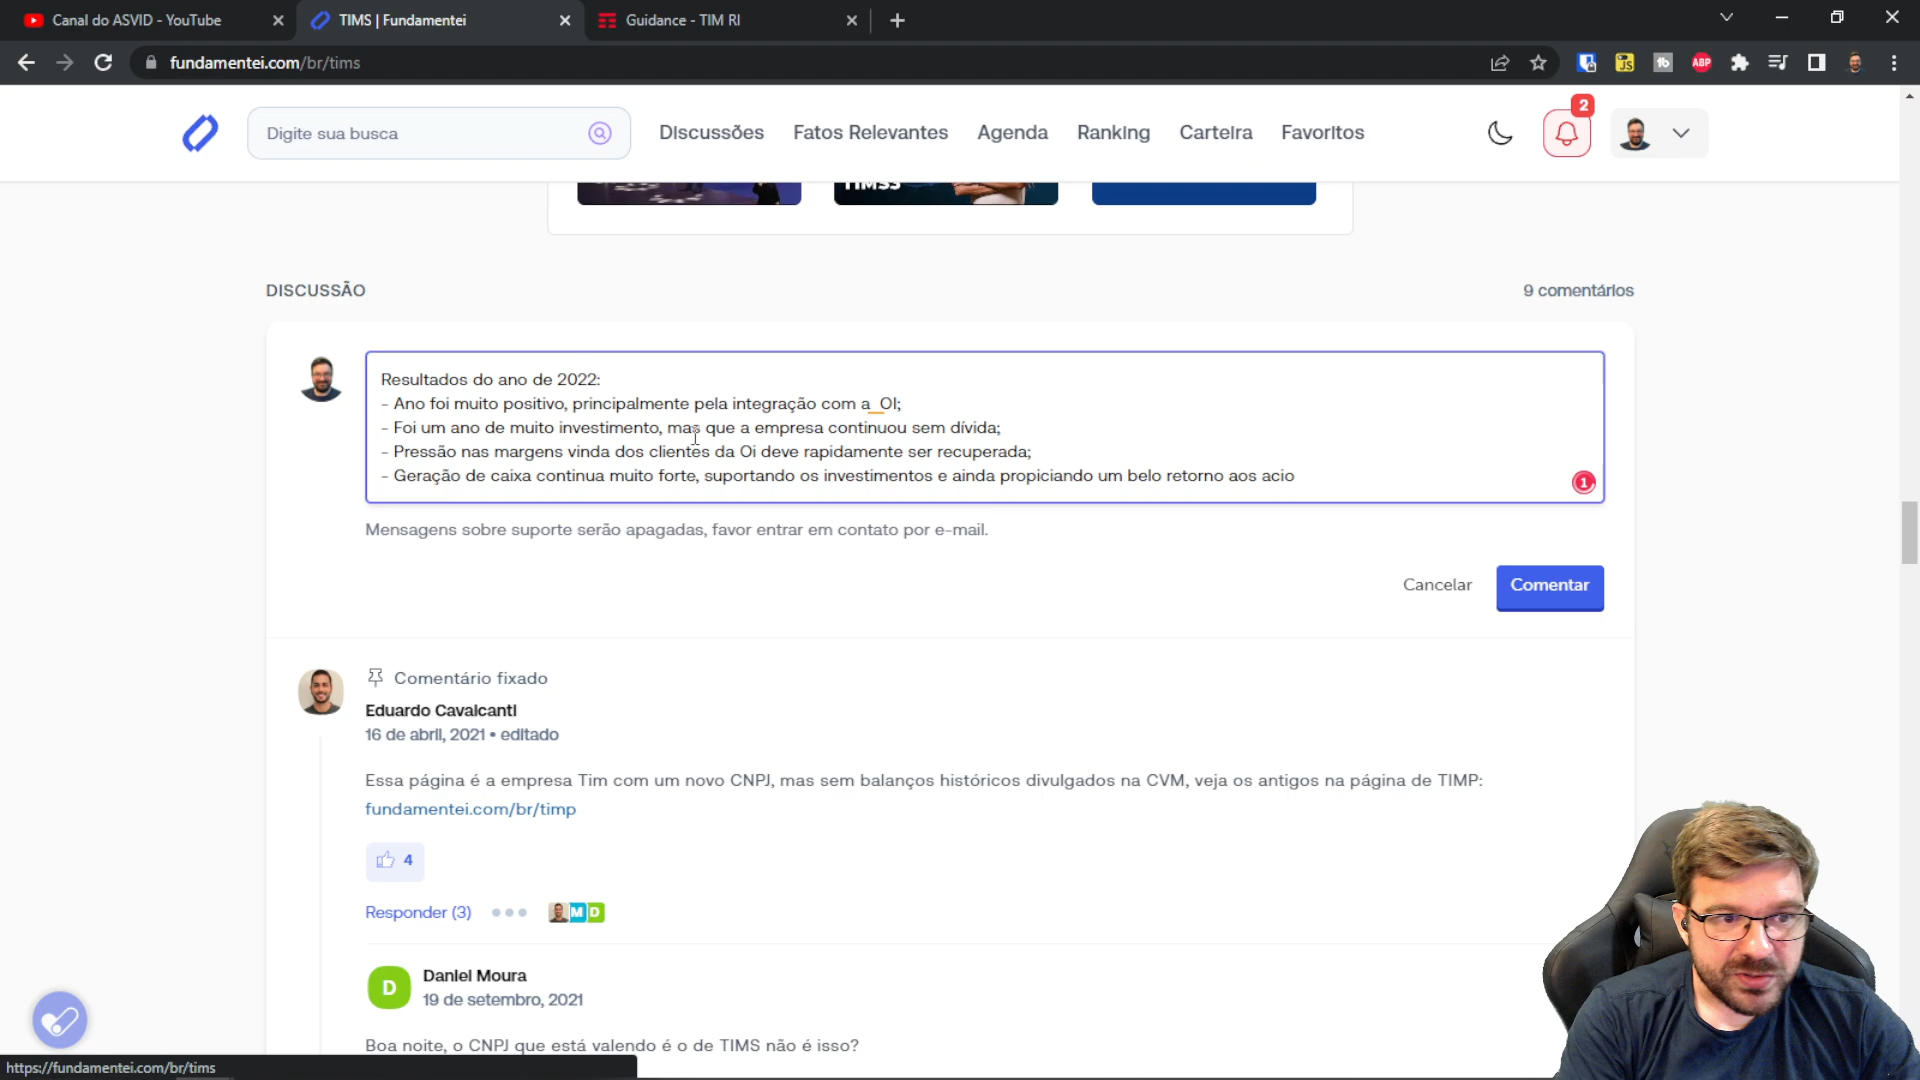 Canal do ASVID - YouTube
TIMS | Fundamentei
Guidance - TIM RI
fundamentei.com/br/tims
JS
ABP
Digite sua busca
Discussões
Fatos Relevantes
Agenda
Ranking
Carteira
Favoritos
2
DISCUSSÃO
9 comentários
Resultados do ano de 2022:
- Ano foi muito positivo, principalmente pela integração com a  OI;
- Foi um ano de muito investimento, mas que a empresa continuou sem dívida;
- Pressão nas margens vinda dos clientes da Oi deve rapidamente ser recuperada;
- Geração de caixa continua muito forte, suportando os investimentos e ainda propiciando um belo retorno aos acio
1
Mensagens sobre suporte serão apagadas, favor entrar em contato por e-mail.
Cancelar
Comentar
Comentário fixado
Eduardo Cavalcanti
16 de abril, 2021 • editado
Essa página é a empresa Tim com um novo CNPJ, mas sem balanços históricos divulgados na CVM, veja os antigos na página de TIMP:
fundamentei.com/br/timp
4
Responder (3)
M D
D
Daniel Moura
19 de setembro, 2021
Boa noite, o CNPJ que está valendo é o de TIMS não é isso?
https://fundamentei.com/br/tims